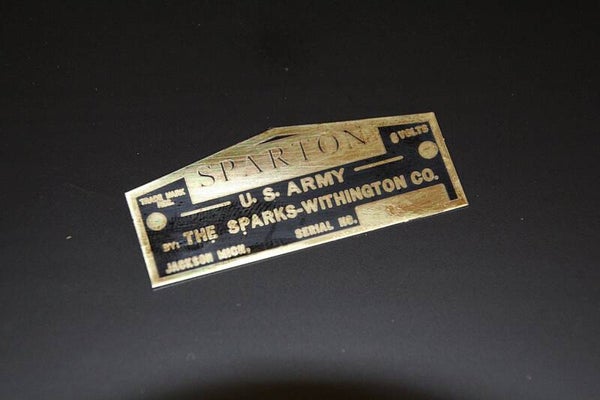 TRADE MARK
REG.
SPARTON
6 VOLTS
U. S. ARMY
BY: THE SPARKS-WITHINGTON CO.
JACKSON MICH. SERIAL NO.